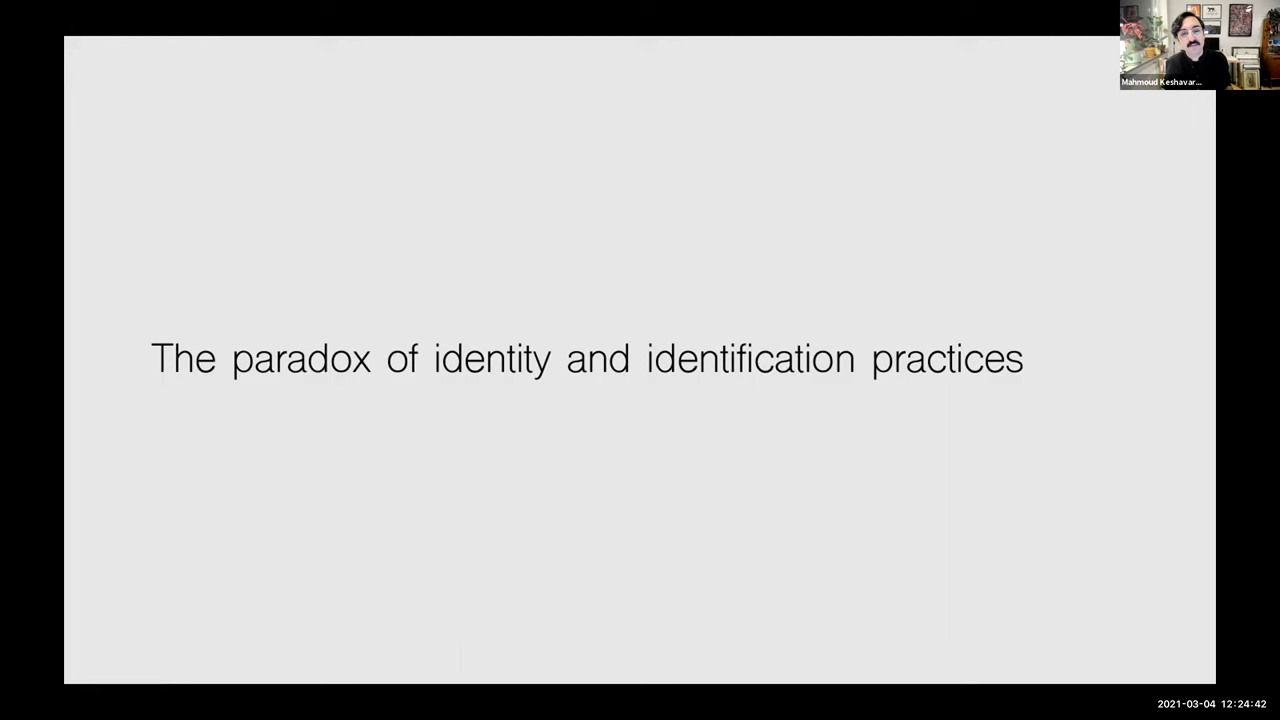 Mahmoud Keshavar...
The paradox of identity and identification practices
2021-03-04 12:24:42